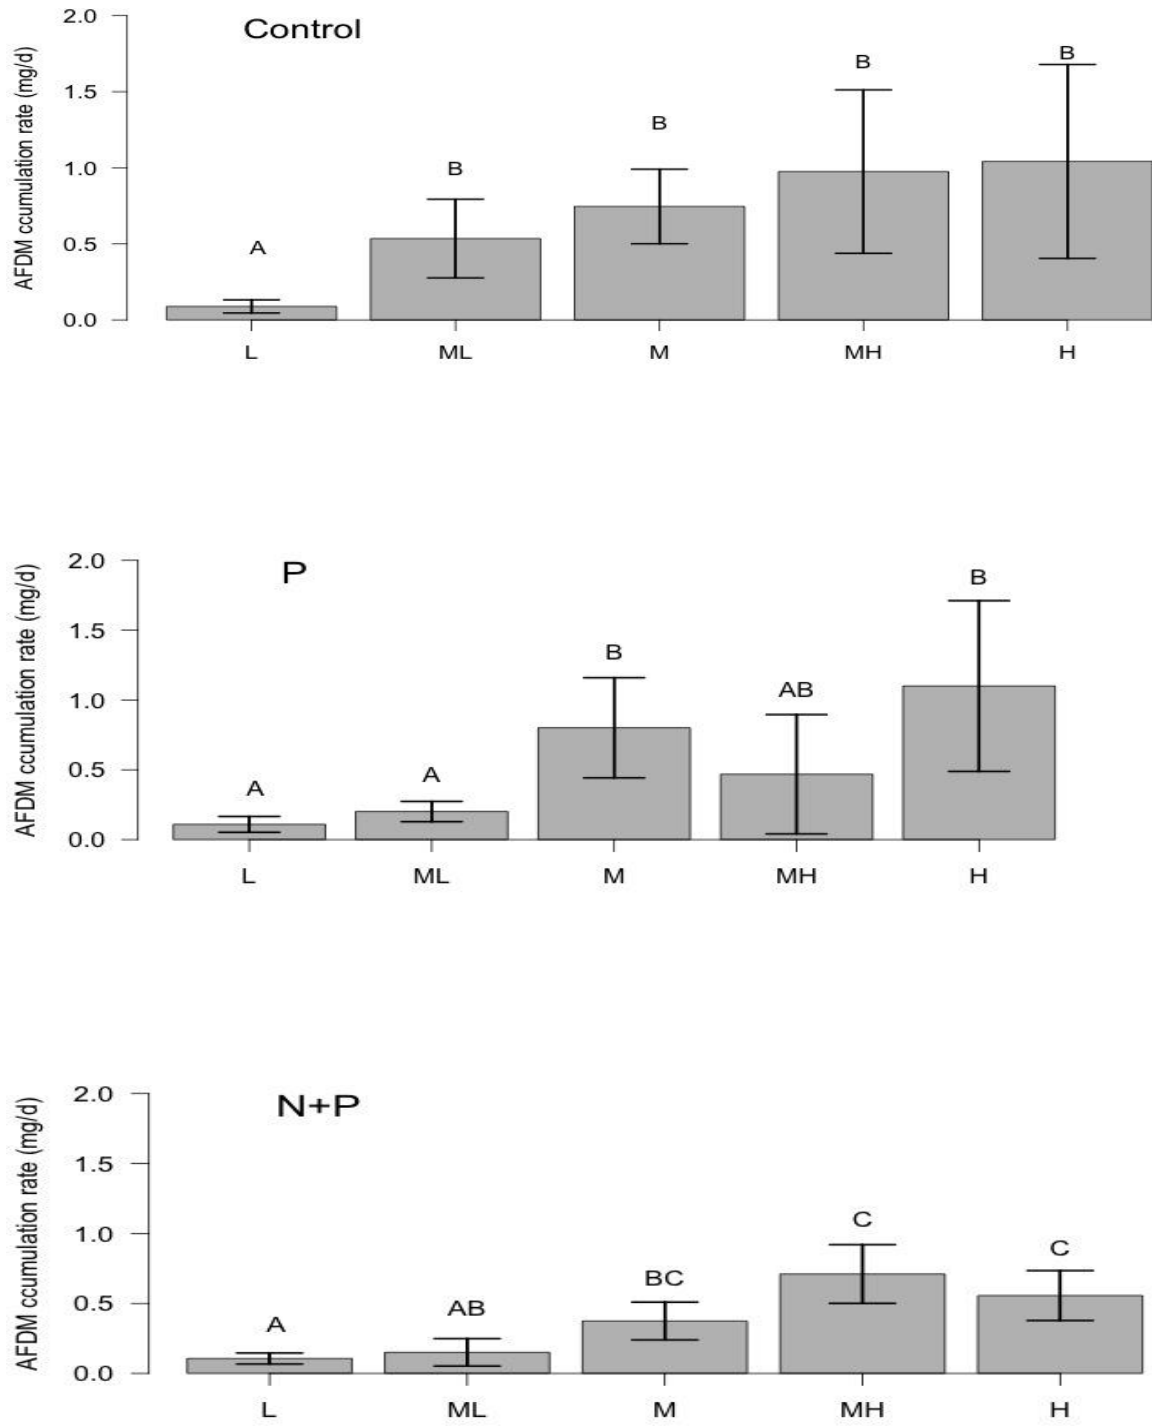 Control
AFDM ccumulation rate (mg/d)
2.0
1.5
1.0
0.5
0.0
A
B
B
B
B
L ML M MH H
P
AFDM ccumulation rate (mg/d)
2.0
1.5
1.0
0.5
0.0
A
A
B
AB
B
L ML M MH H
N+P
AFDM ccumulation rate (mg/d)
2.0
1.5
1.0
0.5
0.0
A
AB
BC
C
C
L ML M MH H